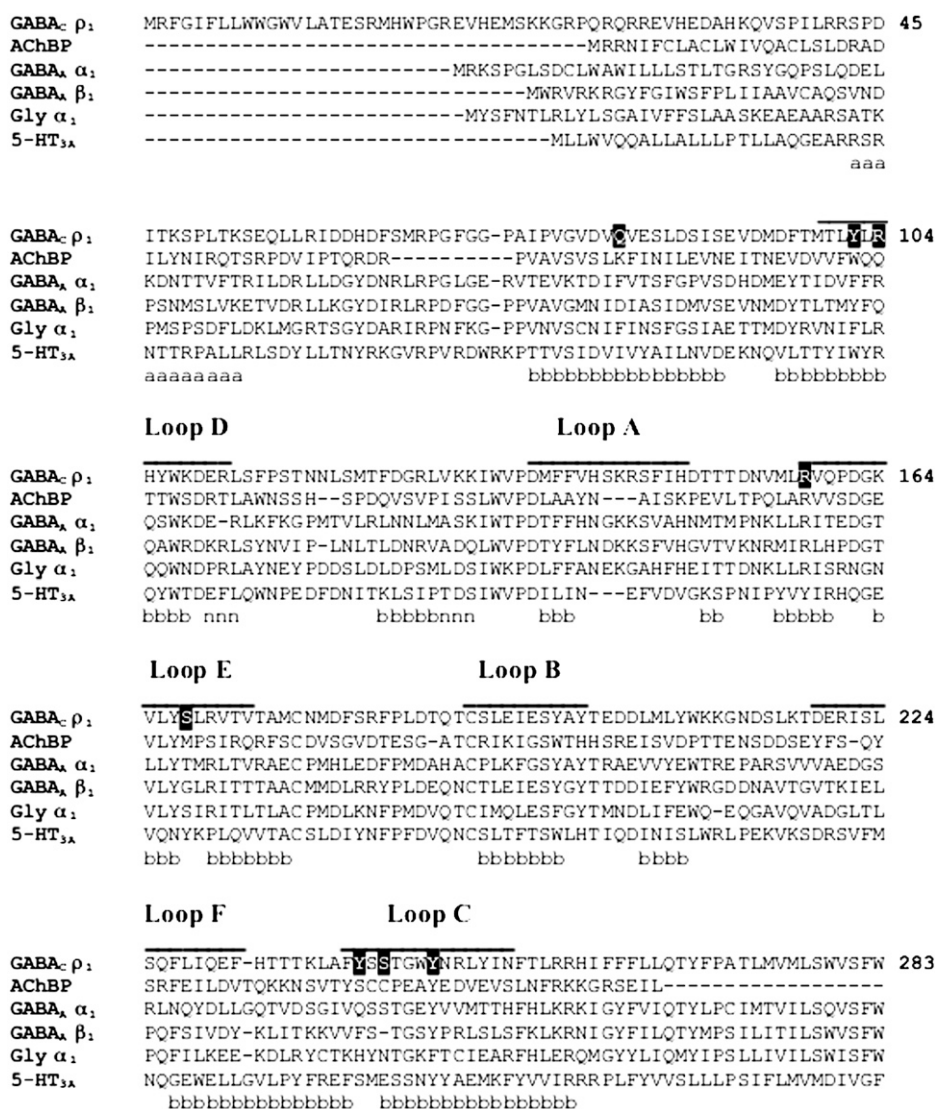 GABAC ρ1 MRFGIFLLWWGWVLATESRMHWPGREVHEMSKKGRPQRQRREVHEDAHKQVSPILRRSPD 45
AChBP ------------------------------------MRRNIFCLACLWIVQACLSLDRAD
GABAA α1 -------------------------MRKSPGLSDCLWAWILLLSTLTGRSYGQPSLQDEL
GABAA β1 -------------------------------MWRVRKRGYFGIWSFPLIIAAVCAQSVND
Gly α1 --------------------------MYSFNTLRLYLSGAIVFFSLAASKEAEAARSATK
5-HT3A ---------------------------------MLLWVQQALLALLLPTLLAQGEARRSR
aaa
GABAC ρ1 ITKSPLTKSEQLLRIDDHDFSMRPGFGG-PAIPVGVDVQVESLDSISEVDMDFTMTLYLR 104
AChBP ILYNIRQTSRPDVIPTQRDR----------PVAVSVSLKFINILEVNEITNEVDVVFWQQ
GABAA α1 KDNTTVFTRILDRLLDGYDNRLRPGLGE-RVTEVKTDIFVTSFGPVSDHDMEYTIDVFFR
GABAA β1 PSNMSLVKETVDRLLKGYDIRLRPDFGG-PPVAVGMNIDIASIDMVSEVNMDYTLTMYFQ
Gly α1 PMSPSDFLDKLMGRTSGYDARIRPNFKG-PPVNVSCNIFINSFGSIAETTMDYRVNIFLR
5-HT3A NTTRPALLRLSDYLLTNYRKGVRPVRDWRKPTTVSIDVIVYAILNVDEKNQVLTTYIWYR
aaaaaaaa bbbbbbbbbbbbbbbb bbbbbbbbb
Loop D Loop A
GABAC ρ1 HYWKDERLSFPSTNNLSMTFDGRLVKKIWVPDMFFVHSKRSFIHDTTTDNVMLRVQPDGK 164
AChBP TTWSDRTLAWNSSH--SPDQVSVPISSLWVPDLAAYN---AISKPEVLTPQLARVVSDGE
GABAA α1 QSWKDE-RLKFKGPMTVLRLNNLMASKIWTPDTFFHNGKKSVAHNMTMPNKLLRITEDGT
GABAA β1 QAWRDKRLSYNVIP-LNLTLDNRVADQLWVPDTYFLNDKKSFVHGVTVKNRMIRLHPDGT
Gly α1 QQWNDPRLAYNEYPDDSLDLDPSMLDSIWKPDLFFANEKGAHFHEITTDNKLLRISRNGN
5-HT3A QYWTDEFLQWNPEDFDNITKLSIPTDSIWVPDILIN---EFVDVGKSPNIPYVYIRHQGE
bbbb nnn bbbbbnnn bbb bb bbbbb b
Loop E Loop B
GABAC ρ1 VLYSLRVTVTAMCNMDFSRFPLDTQTCSLEIESYAYTEDDLMLYWKKGNDSLKTDERISL 224
AChBP VLYMPSIRQRFSCDVSGVDTESG-ATCRIKIGSWTHHSREISVDPTTENSDDSEYFS-QY
GABAA α1 LLYTMRLTVRAECPMHLEDFPMDAHACPLKFGSYAYTRAEVVYEWTREPARSVVVAEDGS
GABAA β1 VLYGLRITTTAACMMDLRRYPLDEQNCTLEIESYGYTTDDIEFYWRGDDNAVTGVTKIEL
Gly α1 VLYSIRITLTLACPMDLKNFPMDVQTCIMQLESFGYTMNDLIFEWQ-EQGAVQVADGLTL
5-HT3A VQNYKPLQVVTACSLDIYNFPFDVQNCSLTFTSWLHTIQDINISLWRLPEKVKSDRSVFM
bbb bbbbbbb bbbbbbb bbbb
Loop F Loop C
GABAC ρ1 SQFLIQEF-HTTTKLAFYSSTGWYNRLYINFTLRRHIFFFLLQTYFPATLMVMLSWVSFW 283
AChBP SRFEILDVTQKKNSVTYSCCPEAYEDVEVSLNFRKKGRSEIL------------------
GABAA α1 RLNQYDLLGQTVDSGIVQSSTGEYVVMTTHFHLKRKIGYFVIQTYLPCIMTVILSQVSFW
GABAA β1 PQFSIVDY-KLITKKVVFS-TGSYPRLSLSFKLKRNIGYFILQTYMPSILITILSWVSFW
Gly α1 PQFILKEE-KDLRYCTKHYNTGKFTCIEARFHLERQMGYYLIQMYIPSLLIVILSWISFW
5-HT3A NQGEWELLGVLPYFREFSMESSNYYAEMKFYVVIRRRPLFYVVSLLLPSIFLMVMDIVGF
bbbbbbbbbbbbbbb bbbbbbbbbbbbbbbb